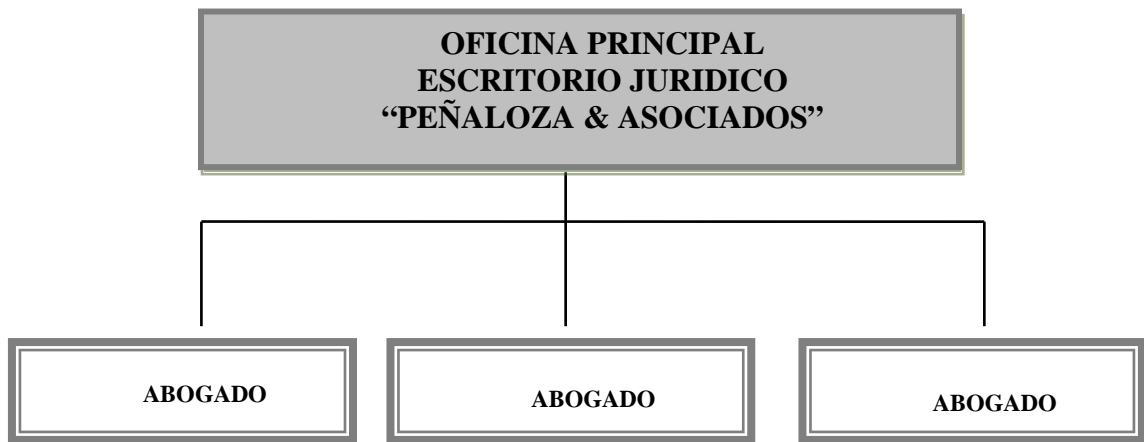 OFICINA PRINCIPAL
ESCRITORIO JURIDICO
“PEÑALOZA & ASOCIADOS”
ABOGADO
ABOGADO
ABOGADO